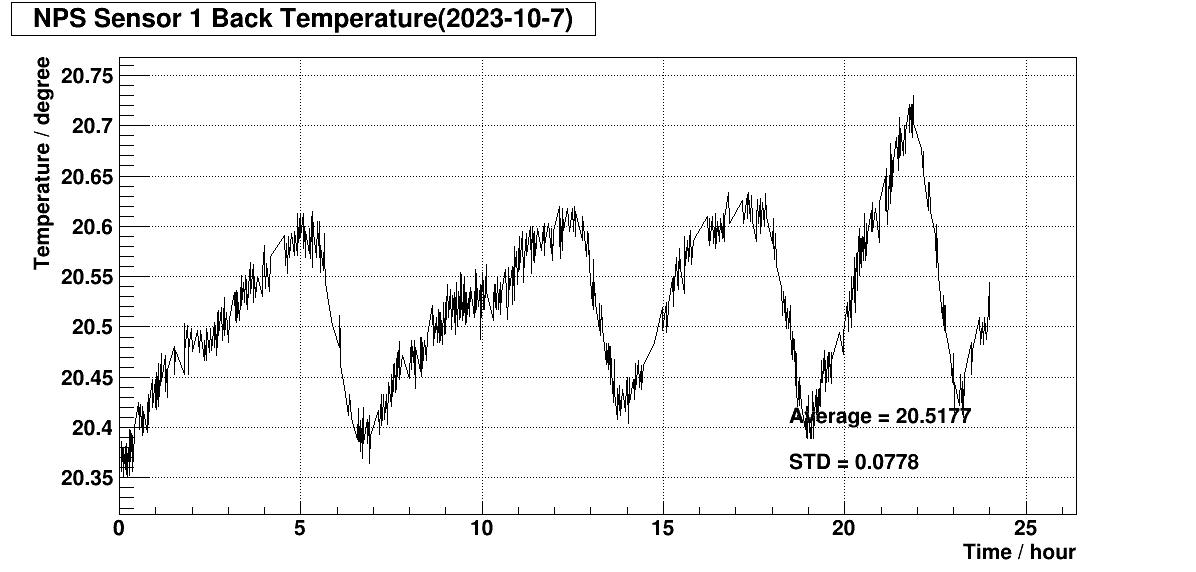 NPS Sensor 1 Back Temperature(2023-10-7)
Temperature / degree
20.75
20.7
20.65
20.6
20.55
20.5
20.45
20.4
20.35
Average = 20.5177
STD = 0.0778
0 5 10 15 20 25
Time / hour